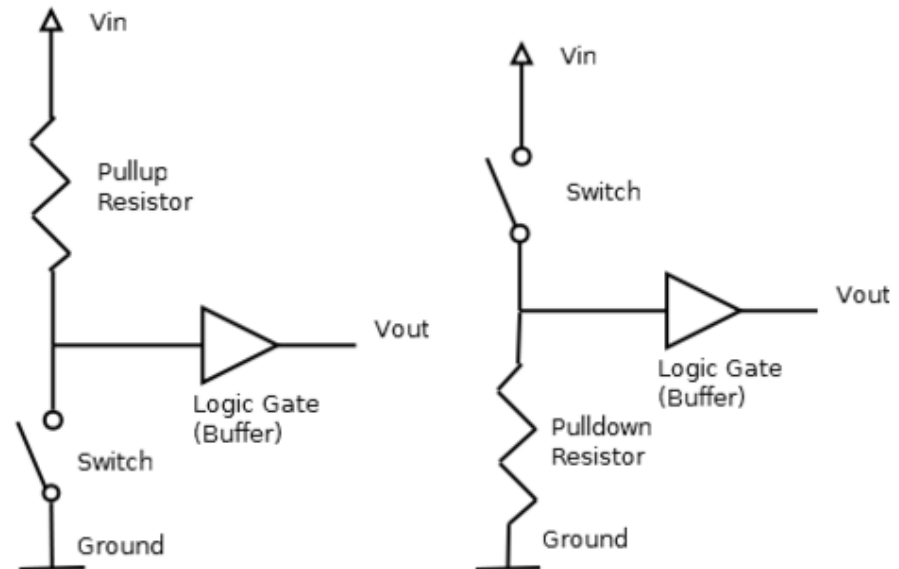 Vin
Pullup
Resistor
Vout
Logic Gate
(Buffer)
Switch
Ground
Vin
Switch
Vout
Logic Gate
(Buffer)
Pulldown
Resistor
Ground